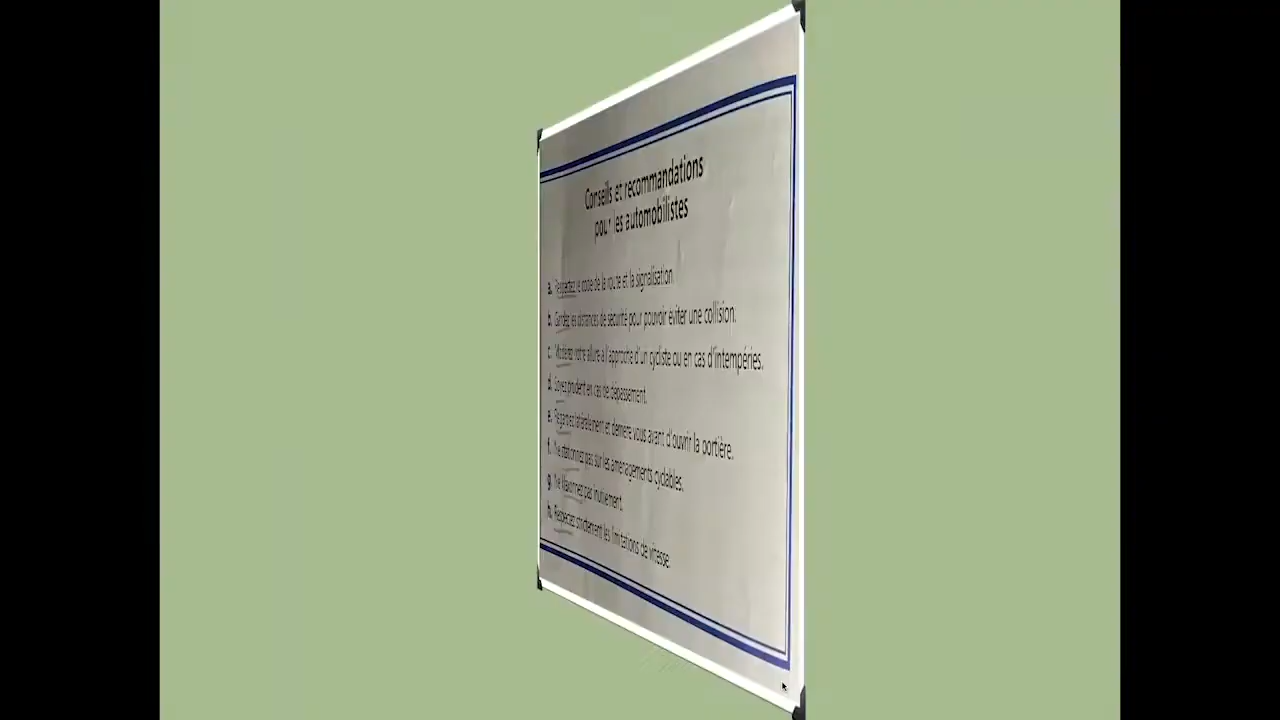 Conseils et recommandations
pour les automobilistes
a. Respectez le code de la route et la signalisation.
b. Gardez les distances de sécurité pour pouvoir éviter une collision.
c. Modérez votre allure à l'approche d'un cycliste ou en cas d'intempéries.
d. Soyez prudent en cas de dépassement.
e. Regardez latéralement et derrière vous avant d'ouvrir la portière.
f. Ne stationnez pas sur les aménagements cyclables.
g. Ne klaxonnez pas inutilement.
h. Respectez strictement les limitations de vitesse.